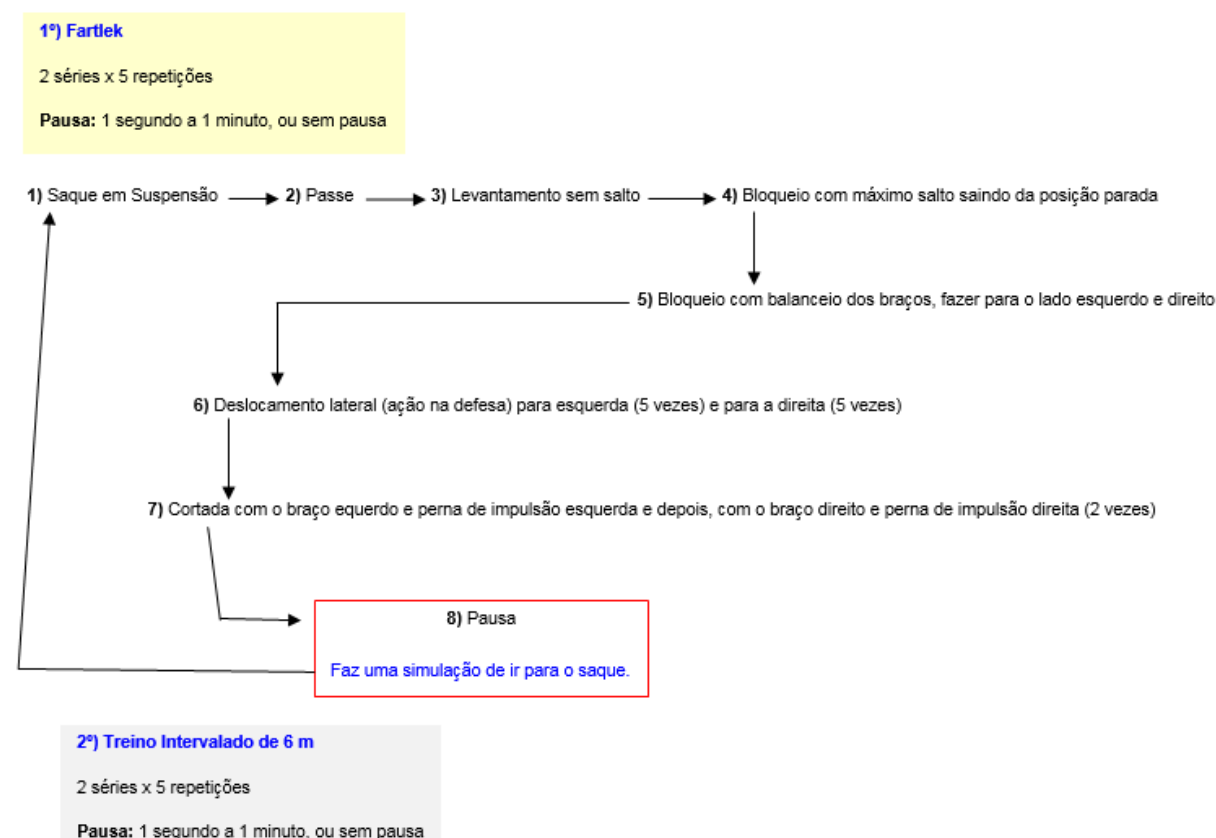 1º) Fartlek
2 séries x 5 repetições
Pausa: 1 segundo a 1 minuto, ou sem pausa
1) Saque em Suspensão 2) Passe 3) Levantamento sem salto 4) Bloqueio com máximo salto saindo da posição parada
5) Bloqueio com balanceio dos braços, fazer para o lado esquerdo e direito
6) Deslocamento lateral (ação na defesa) para esquerda (5 vezes) e para a direita (5 vezes)
7) Cortada com o braço equerdo e perna de impulsão esquerda e depois, com o braço direito e perna de impulsão direita (2 vezes)
8) Pausa
Faz uma simulação de ir para o saque.
2º) Treino Intervalado de 6 m
2 séries x 5 repetições
Pausa: 1 segundo a 1 minuto, ou sem pausa